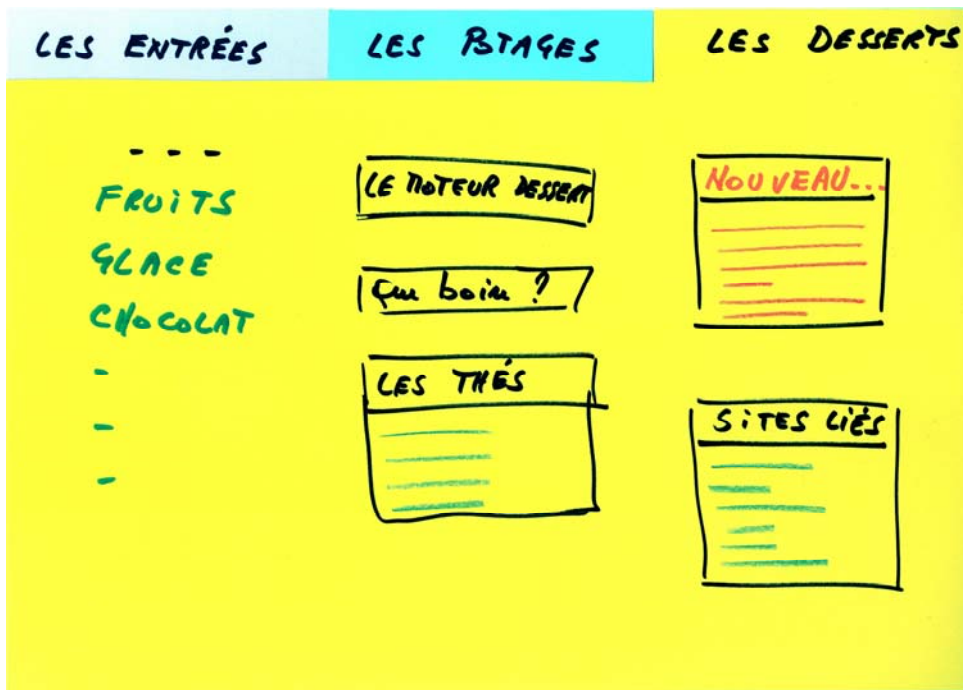 LES ENTRÉES
LES POTAGES
LES DESSERTS
- - -
FRUITS
GLACE
CHOCOLAT
-
-
-
LE MOTEUR DESSERT
Que boire ?
LES THÉS
NOUVEAU...
SITES LIÉS